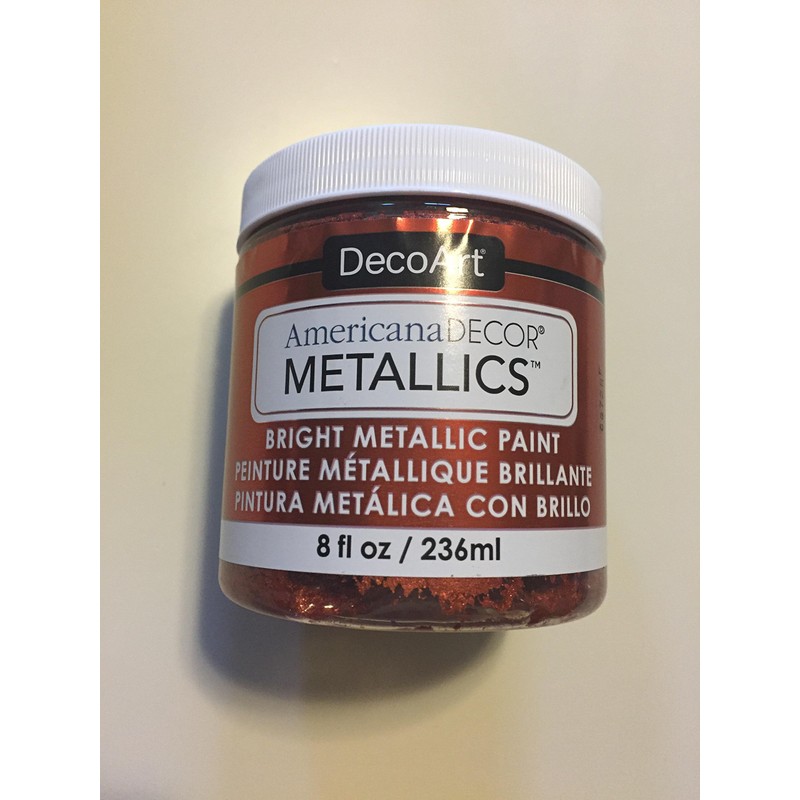 DecoArt®
AmericanaDECOR®
METALLICS™
BRIGHT METALLIC PAINT
PEINTURE MÉTALLIQUE BRILLANTE
PINTURA METÁLICA CON BRILLO
8 fl oz / 236ml